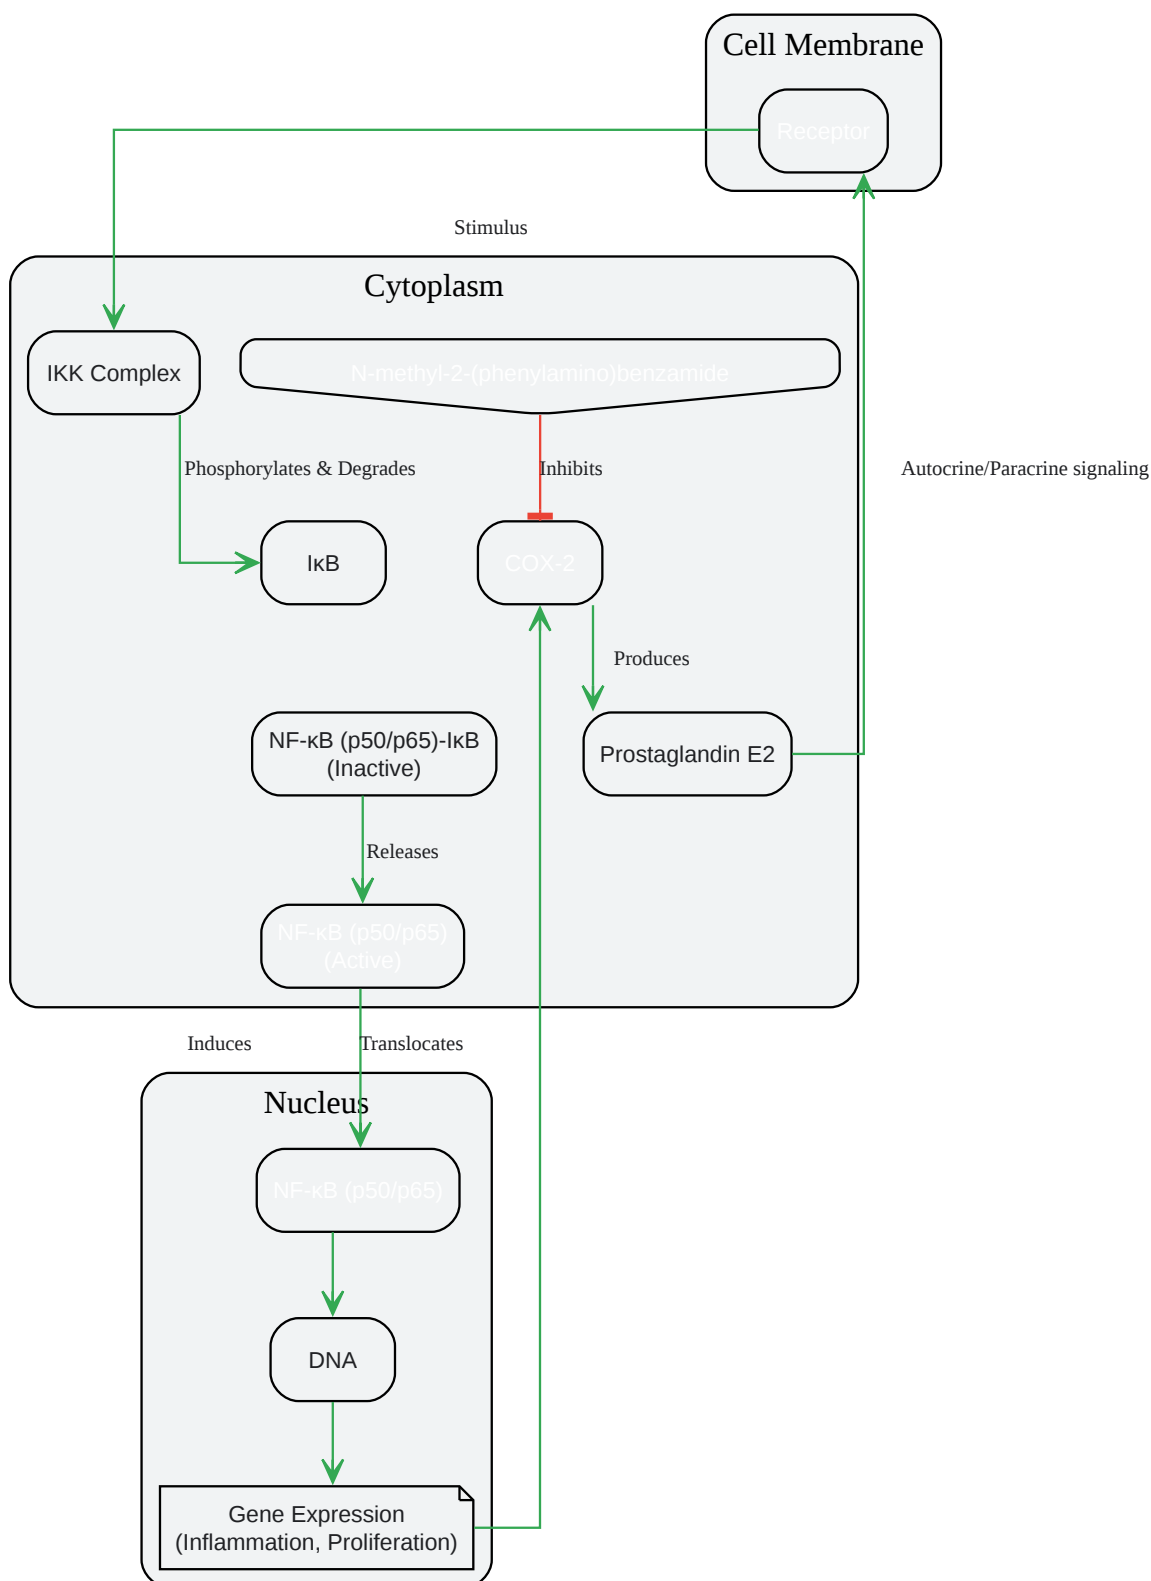 Cell Membrane
Receptor
Stimulus
Cytoplasm
IKK Complex
N-methyl-2-(phenylamino)benzamide
Phosphorylates & Degrades
Inhibits
Autocrine/Paracrine signaling
IκB
COX-2
Produces
NF-κB (p50/p65)-IκB
(Inactive)
Prostaglandin E2
Releases
NF-κB (p50/p65)
(Active)
Induces
Translocates
Nucleus
NF-κB (p50/p65)
DNA
Gene Expression
(Inflammation, Proliferation)